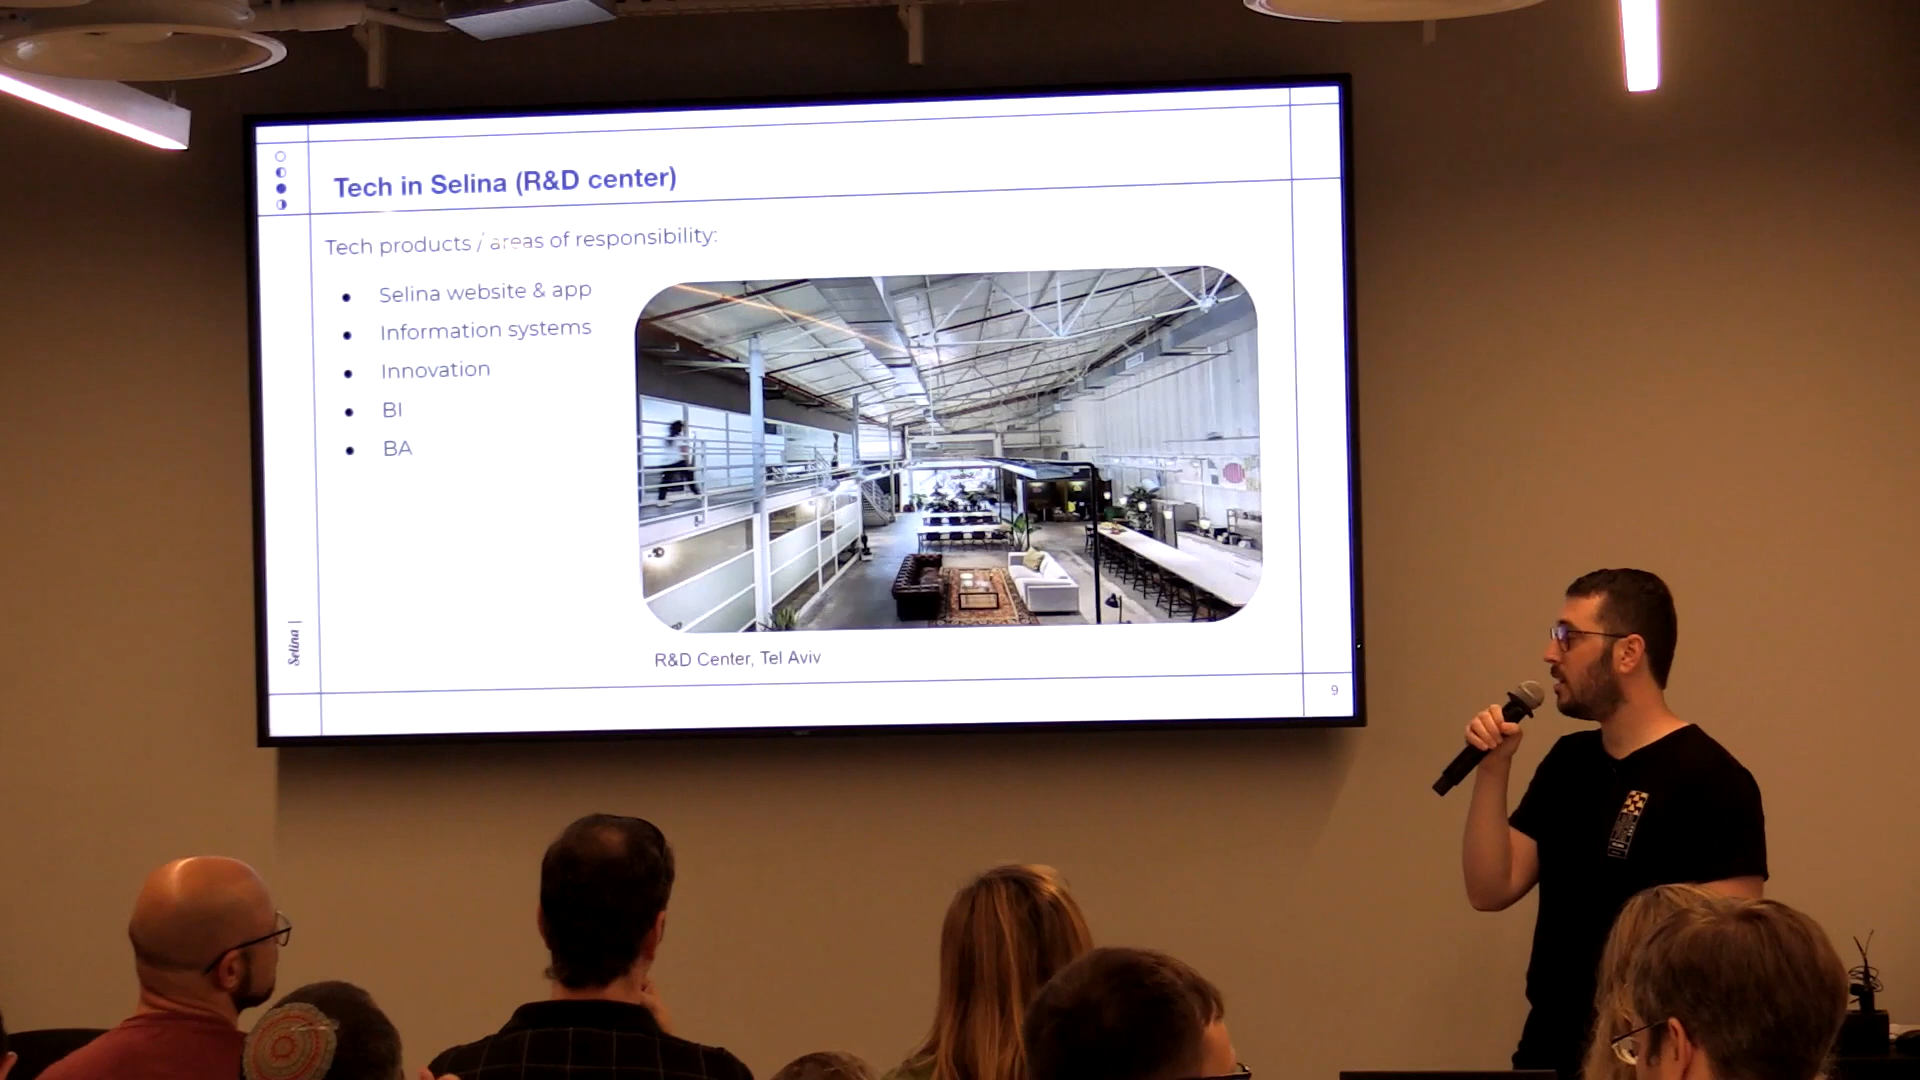 Tech in Selina (R&D center)
Tech products / areas of responsibility:
Selina website & app
Information systems
Innovation
BI
BA
R&D Center, Tel Aviv
Selina |
9